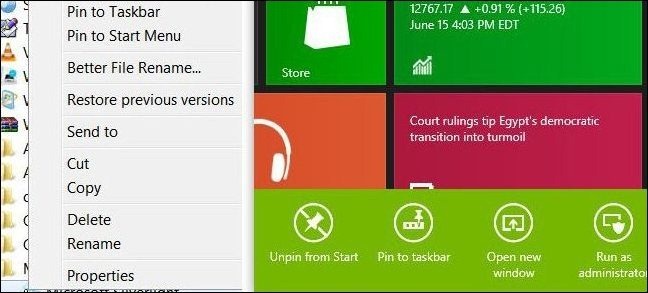 Pin to Taskbar
Pin to Start Menu
Better File Rename...
Restore previous versions
Send to
Cut
Copy
Delete
Rename
Properties
Store
12767.17 ▲ +0.91 % (+115.26)
June 15 4:03 PM EDT
Court rulings tip Egypt's democratic
transition into turmoil
Unpin from Start
Pin to taskbar
Open new
window
Run as
administrator